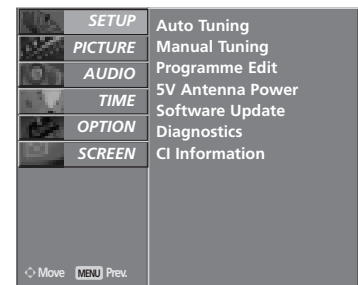 SETUP
PICTURE
AUDIO
TIME
OPTION
SCREEN
Auto Tuning
Manual Tuning
Programme Edit
5V Antenna Power
Software Update
Diagnostics
CI Information
Move MENU Prev.